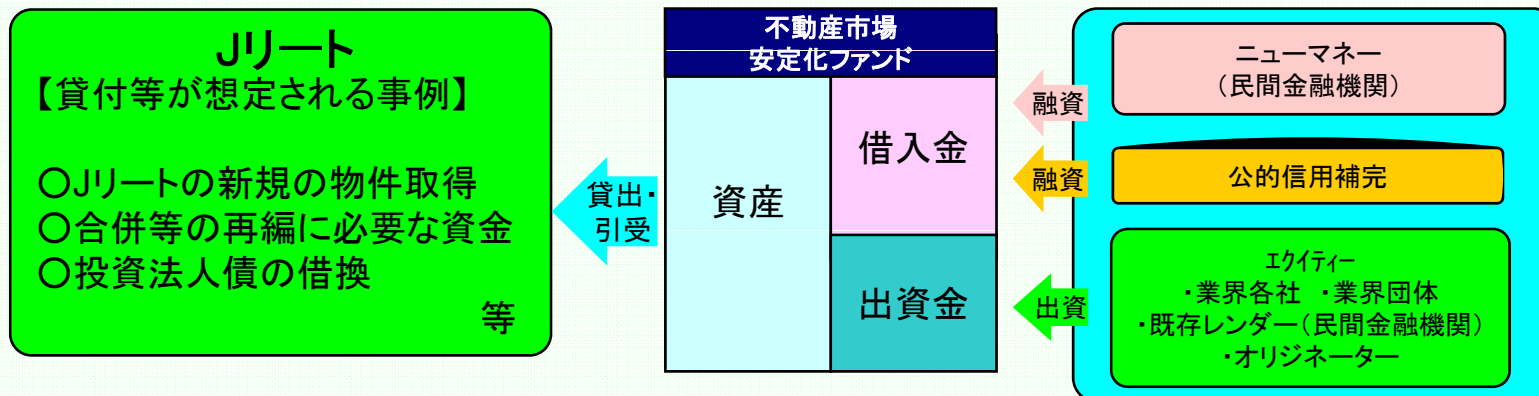 Jリート
【貸付等が想定される事例】
○Jリートの新規の物件取得
○合併等の再編に必要な資金
○投資法人債の借換
等
貸出・
引受
不動産市場
安定化ファンド
資産
借入金
出資金
融資
融資
出資
ニューマネー
（民間金融機関）
公的信用補完
エクイティー
・業界各社　・業界団体
・既存レンダー（民間金融機関）
・オリジネーター